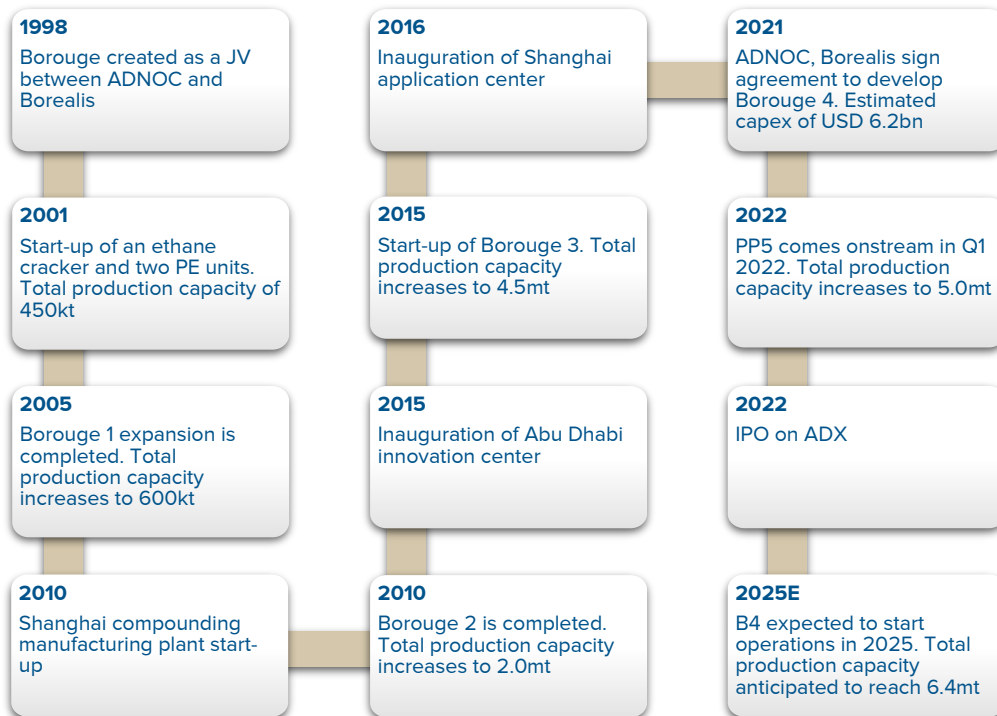 1998
Borouge created as a JV
between ADNOC and
Borealis
2001
Start-up of an ethane
cracker and two PE units.
Total production capacity of
450kt
2005
Borouge 1 expansion is
completed. Total
production capacity
increases to 600kt
2010
Shanghai compounding
manufacturing plant start-
up
2010
Borouge 2 is completed.
Total production capacity
increases to 2.0mt
2015
Inauguration of Abu Dhabi
innovation center
2015
Start-up of Borouge 3. Total
production capacity
increases to 4.5mt
2016
Inauguration of Shanghai
application center
2021
ADNOC, Borealis sign
agreement to develop
Borouge 4. Estimated
capex of USD 6.2bn
2022
PP5 comes onstream in Q1
2022. Total production
capacity increases to 5.0mt
2022
IPO on ADX
2025E
B4 expected to start
operations in 2025. Total
production capacity
anticipated to reach 6.4mt